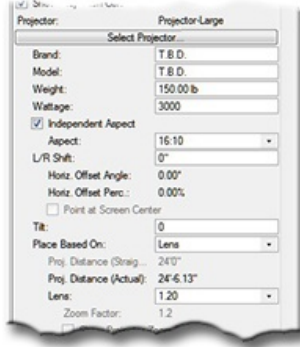 Projector: Projector-Large
Select Projector...
Brand: T.B.D.
Model: T.B.D.
Weight: 150.00 lb
Wattage: 3000
Independent Aspect
Aspect: 16:10
L/R Shift: 0"
Horiz. Offset Angle: 0.00°
Horiz. Offset Perc.: 0.00%
Point at Screen Center
Tilt: 0
Place Based On: Lens
Proj. Distance (Straig... 24'0"
Proj. Distance (Actual): 24'-6.13"
Lens: 1.20
Zoom Factor: 1.2